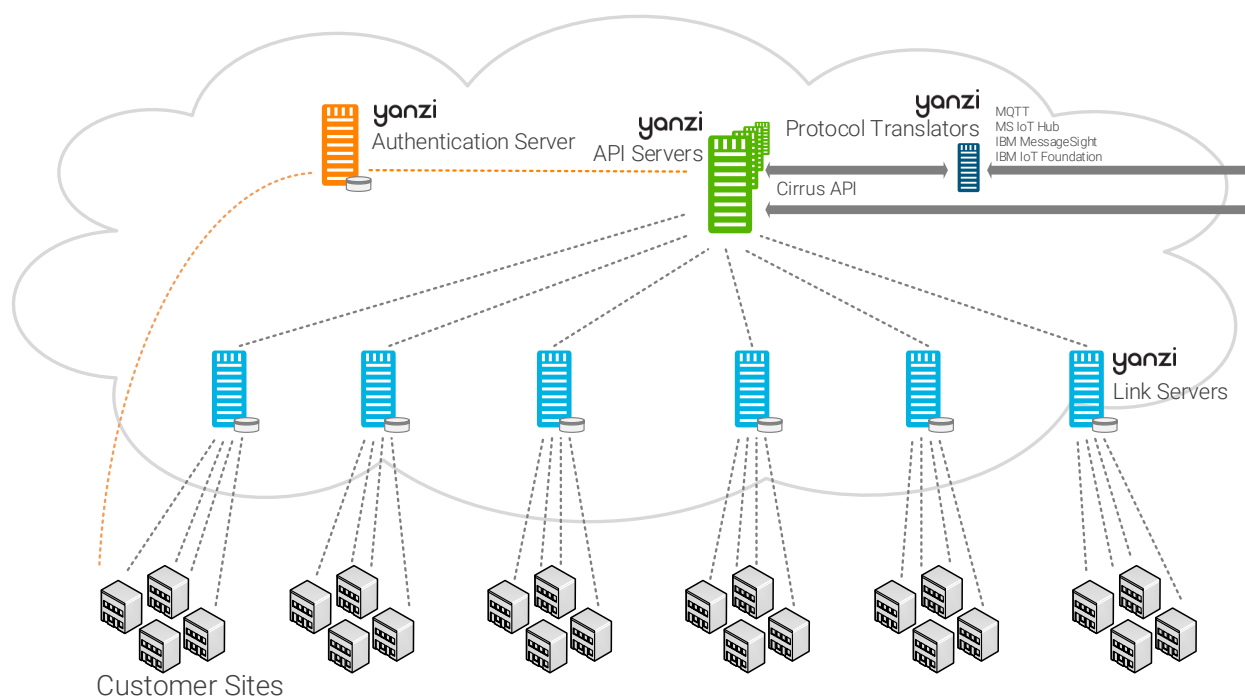 yanzi
Authentication Server
yanzi
API Servers
yanzi
Protocol Translators
MQTT
MS IoT Hub
IBM MessageSight
IBM IoT Foundation
Cirrus API
yanzi
Link Servers
Customer Sites